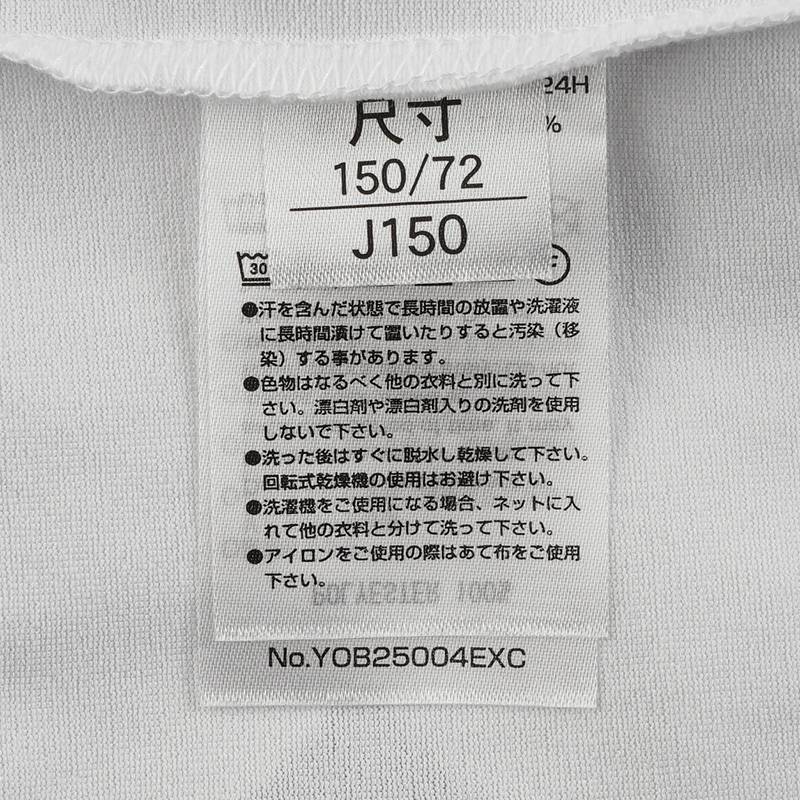 24H
尺寸
%
150/72
J150
30
F
●汗を含んだ状態で長時間の放置や洗濯液
に長時間漬けて置いたりすると汚染（移
染）する事があります。
●色物はなるべく他の衣料と別に洗って下
さい。漂白剤や漂白剤入りの洗剤を使用
しないで下さい。
●洗った後はすぐに脱水し乾燥して下さい。
回転式乾燥機の使用はお避け下さい。
●洗濯機をご使用になる場合、ネットに入
れて他の衣料と分けて洗って下さい。
●アイロンをご使用の際はあて布をご使用
下さい。
POLYESTER 100%
No.YOB25004EXC